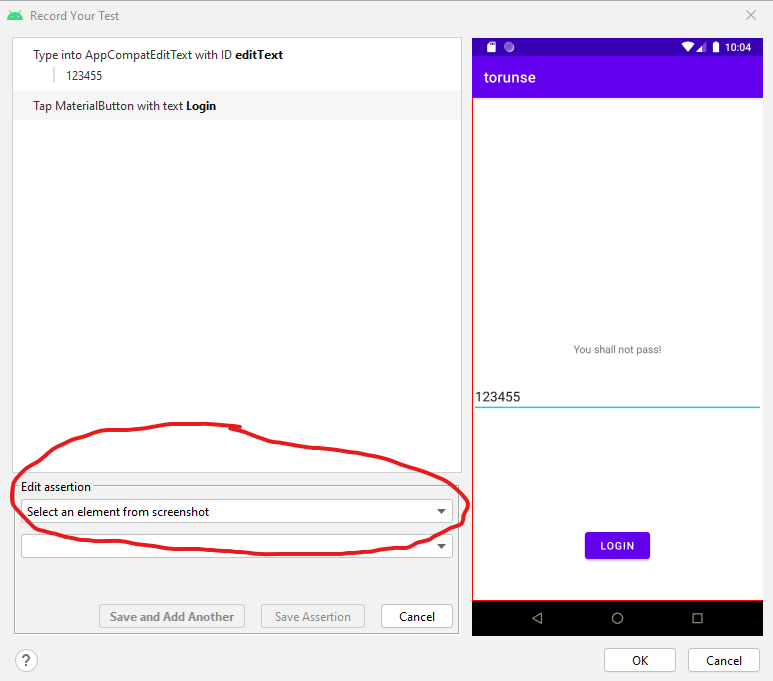 Record Your Test
Type into AppCompatEditText with ID editText
123455
Tap MaterialButton with text Login
Edit assertion
Select an element from screenshot
Save and Add Another
Save Assertion
Cancel
10:04
torunse
You shall not pass!
123455
LOGIN
?
OK
Cancel